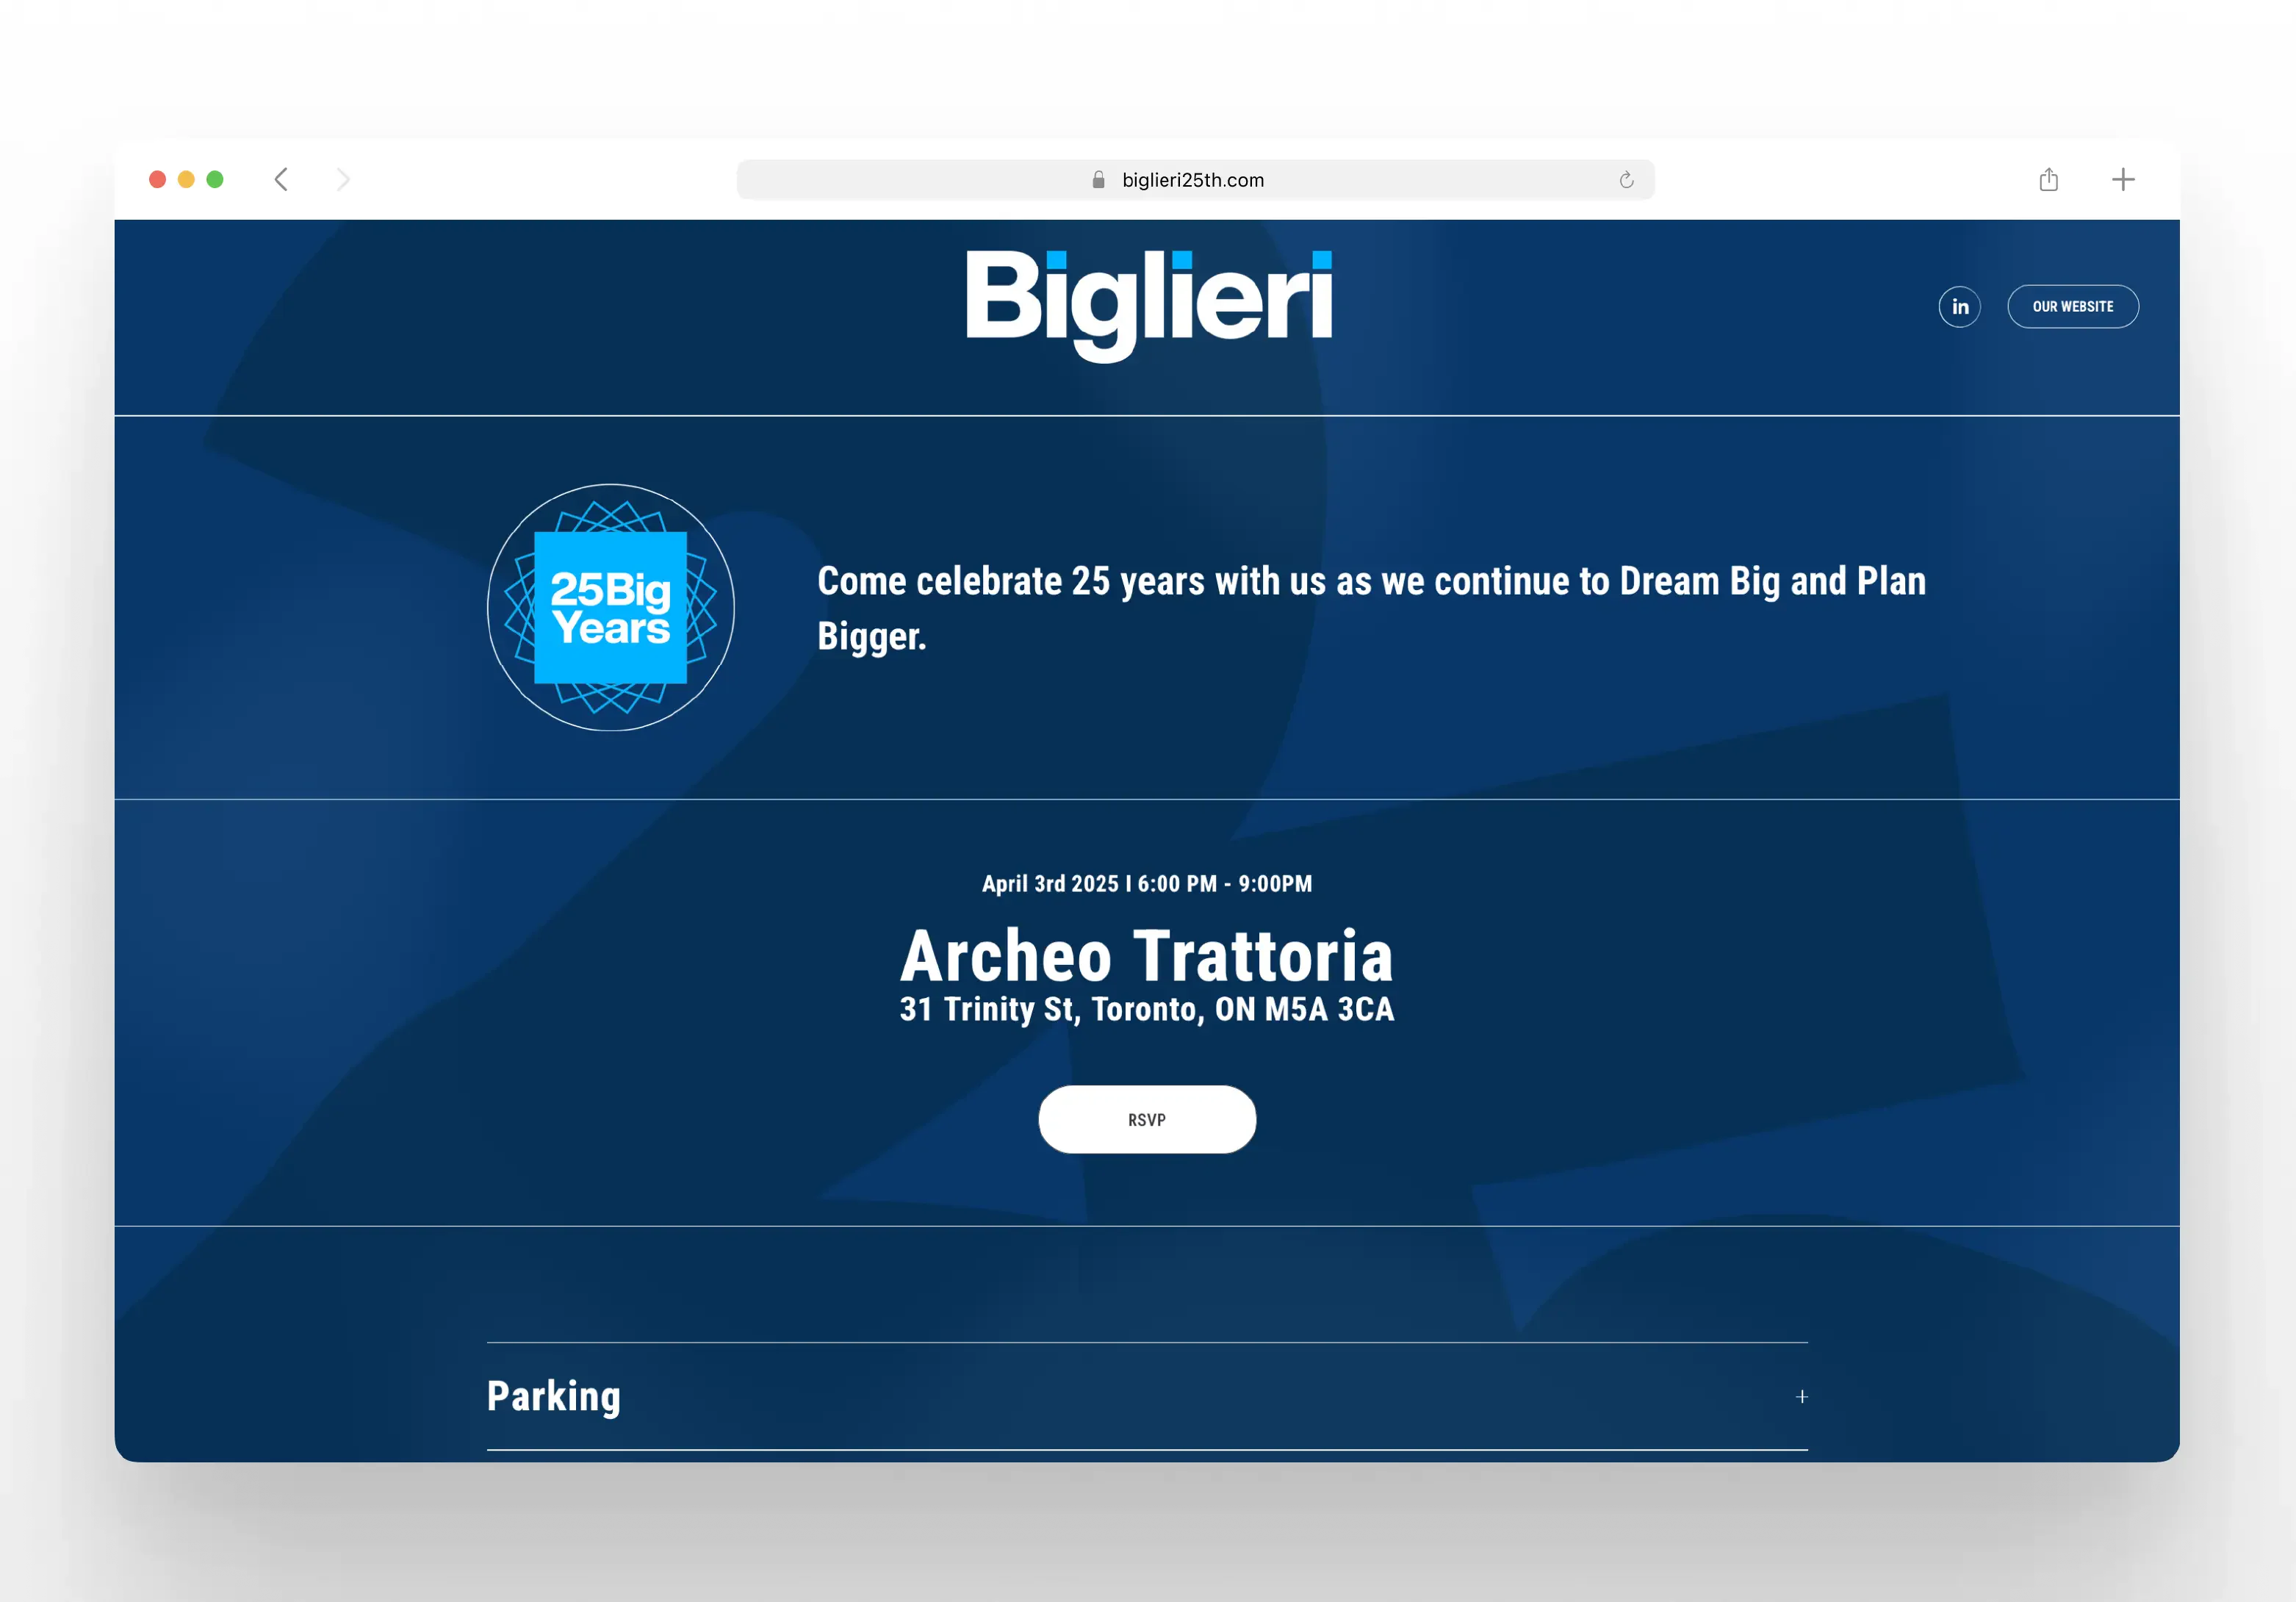 biglieri25th.com
Biglieri
in
OUR WEBSITE
25Big
Years
Come celebrate 25 years with us as we continue to Dream Big and Plan
Bigger.
April 3rd 2025 I 6:00 PM - 9:00PM
Archeo Trattoria
31 Trinity St, Toronto, ON M5A 3CA
RSVP
Parking
+